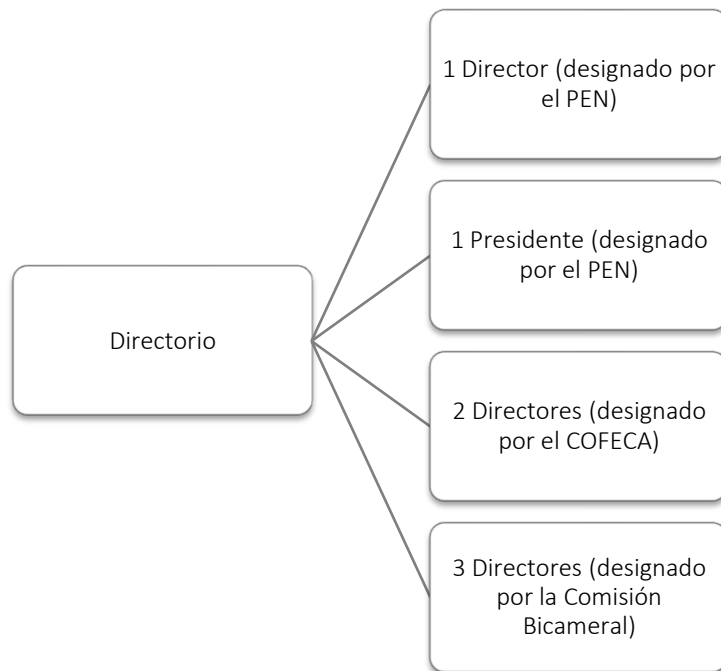 1 Director (designado por
el PEN)
1 Presidente (designado
por el PEN)
Directorio
2 Directores (designado
por el COFECA)
3 Directores (designado
por la Comisión
Bicameral)